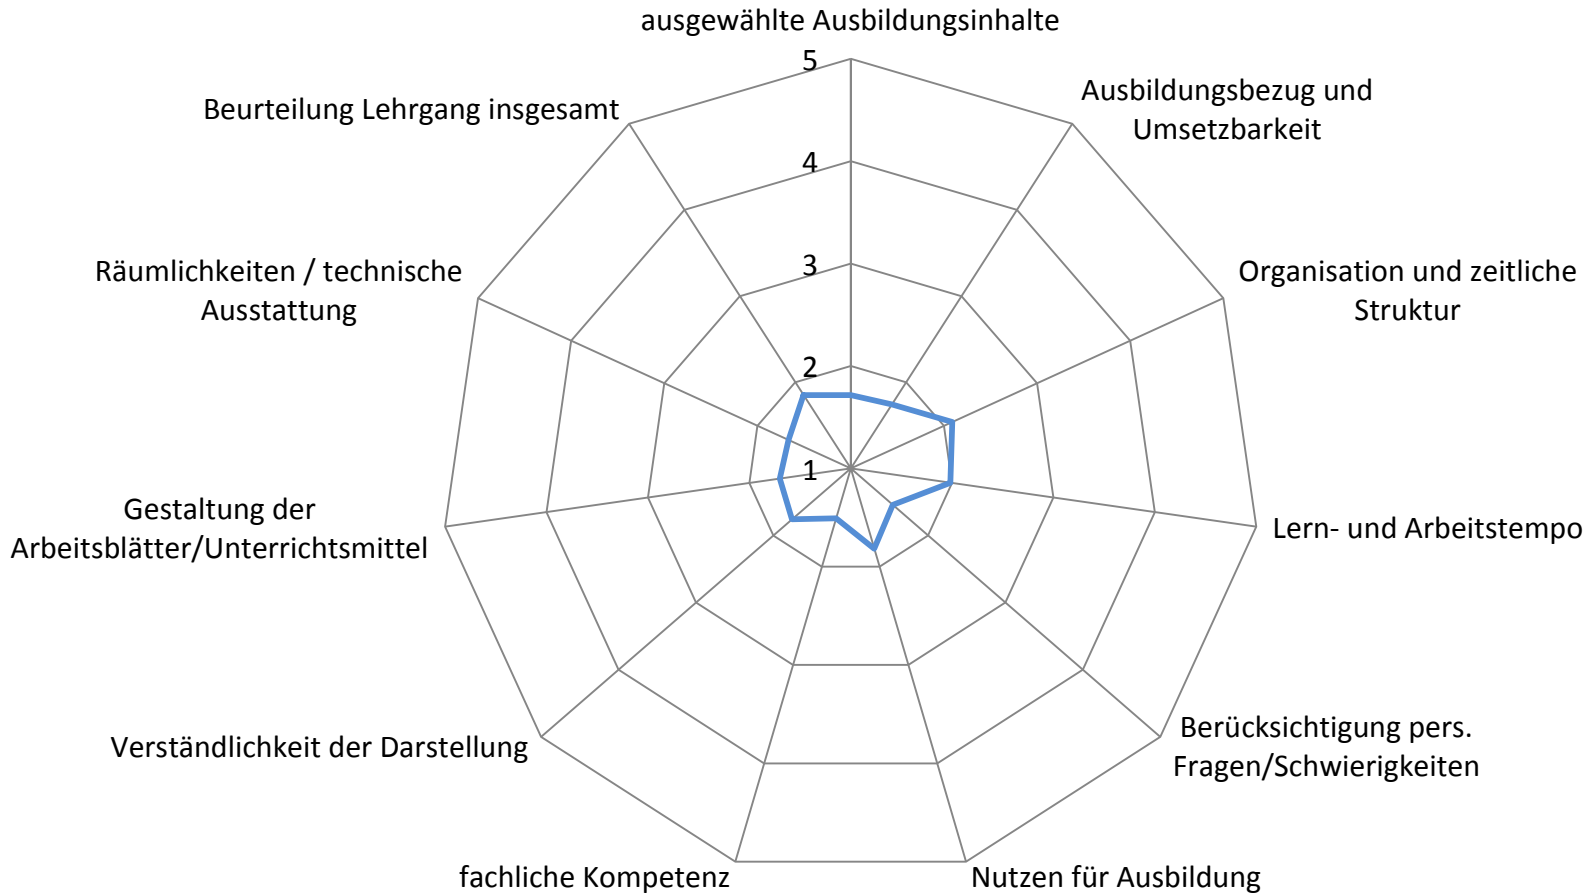 ausgewählte Ausbildungsinhalte
5
Beurteilung Lehrgang insgesamt
Ausbildungsbezug und
Umsetzbarkeit
4
3
Räumlichkeiten / technische
Ausstattung
Organisation und zeitliche
Struktur
2
1
Gestaltung der
Arbeitsblätter/Unterrichtsmittel
Lern- und Arbeitstempo
Verständlichkeit der Darstellung
Berücksichtigung pers.
Fragen/Schwierigkeiten
fachliche Kompetenz
Nutzen für Ausbildung